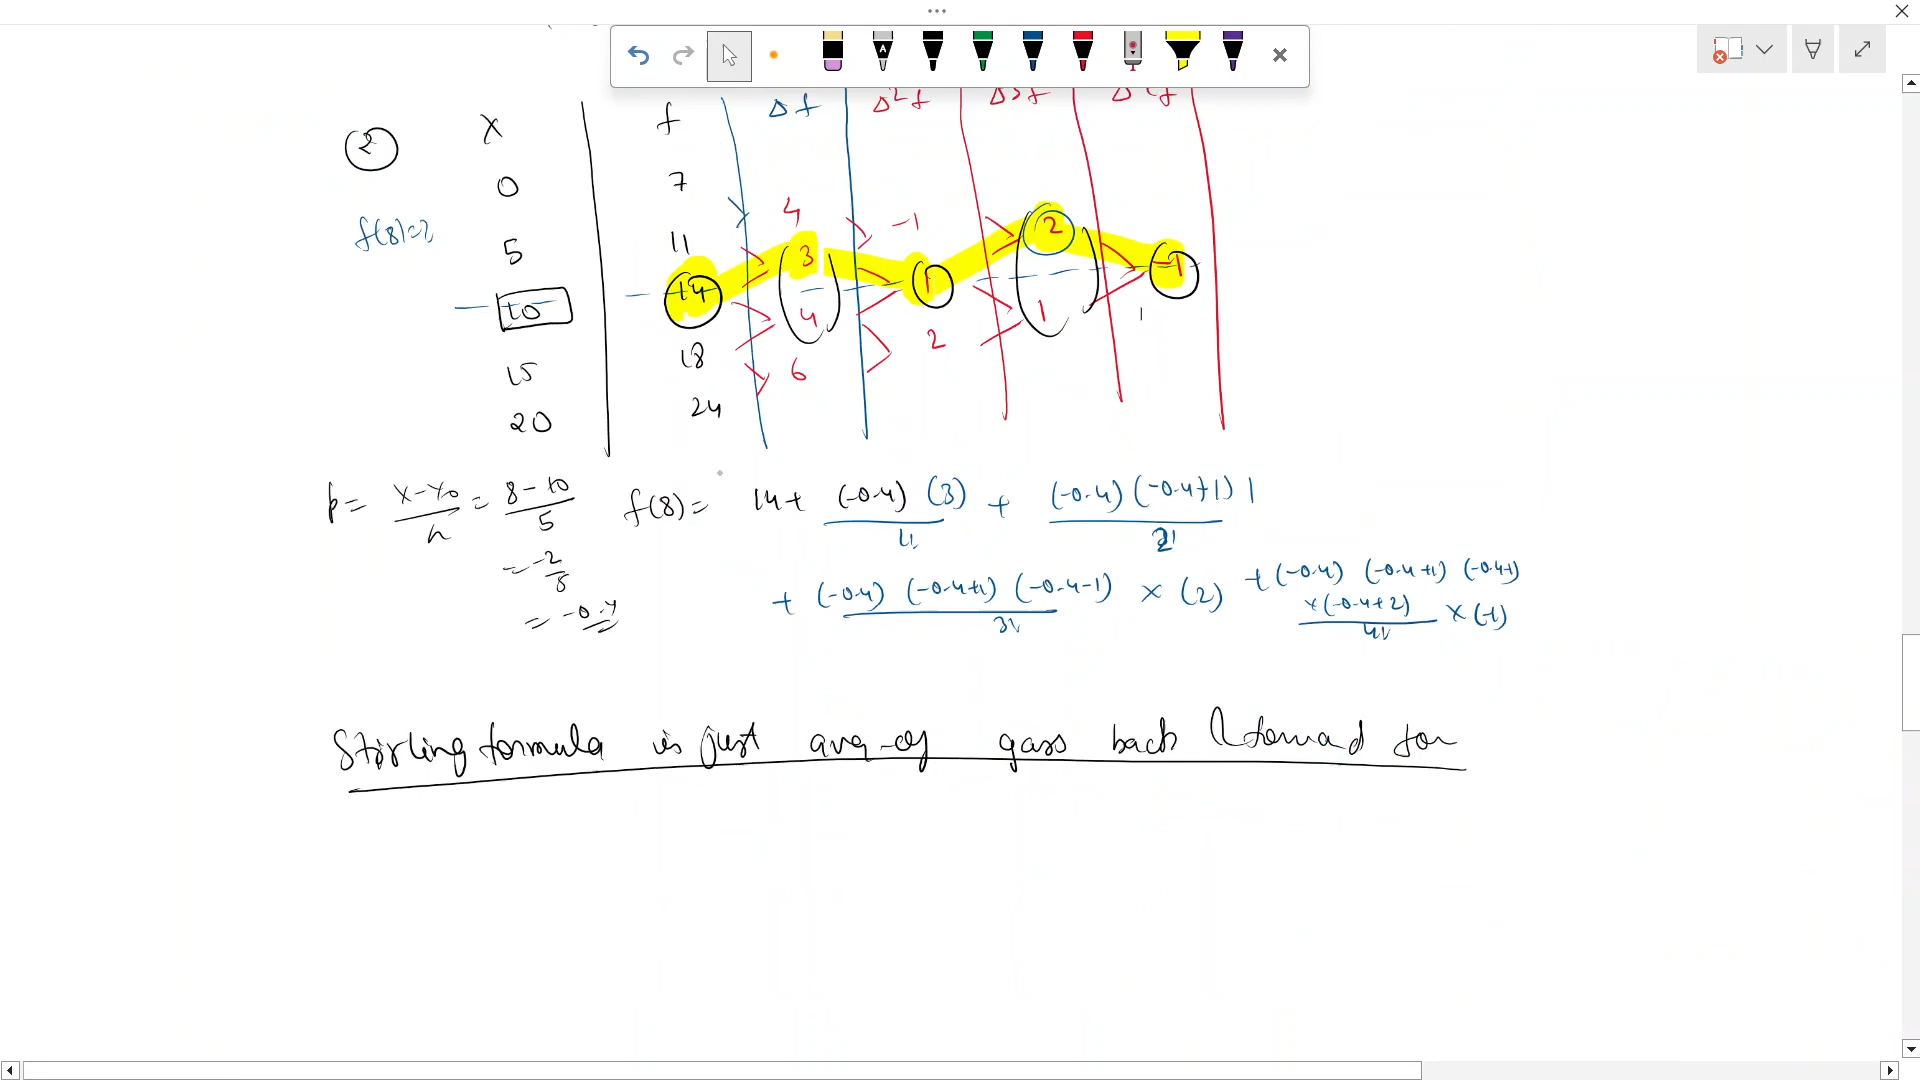 ② x f Δf Δ²f Δ3f Δ4f
0 7
f(8)=? 4 -1
5 11 3 2
10 14 1 -1
4 1 1
15 18 2
6
20 24
p = x-x0 / h = 8-10 / 5 f(8) = 14 + (-0.4) (3) / 1! + (-0.4) (-0.4+1) 1 / 2!
= -2/5
+ (-0.4) (-0.4+1) (-0.4-1) / 3! × (2) + (-0.4) (-0.4+1) (-0.4-1) × (-0.4+2) / 4! × (-1)
= -0.4
Stirling formula is just avg of gass back & forwad for